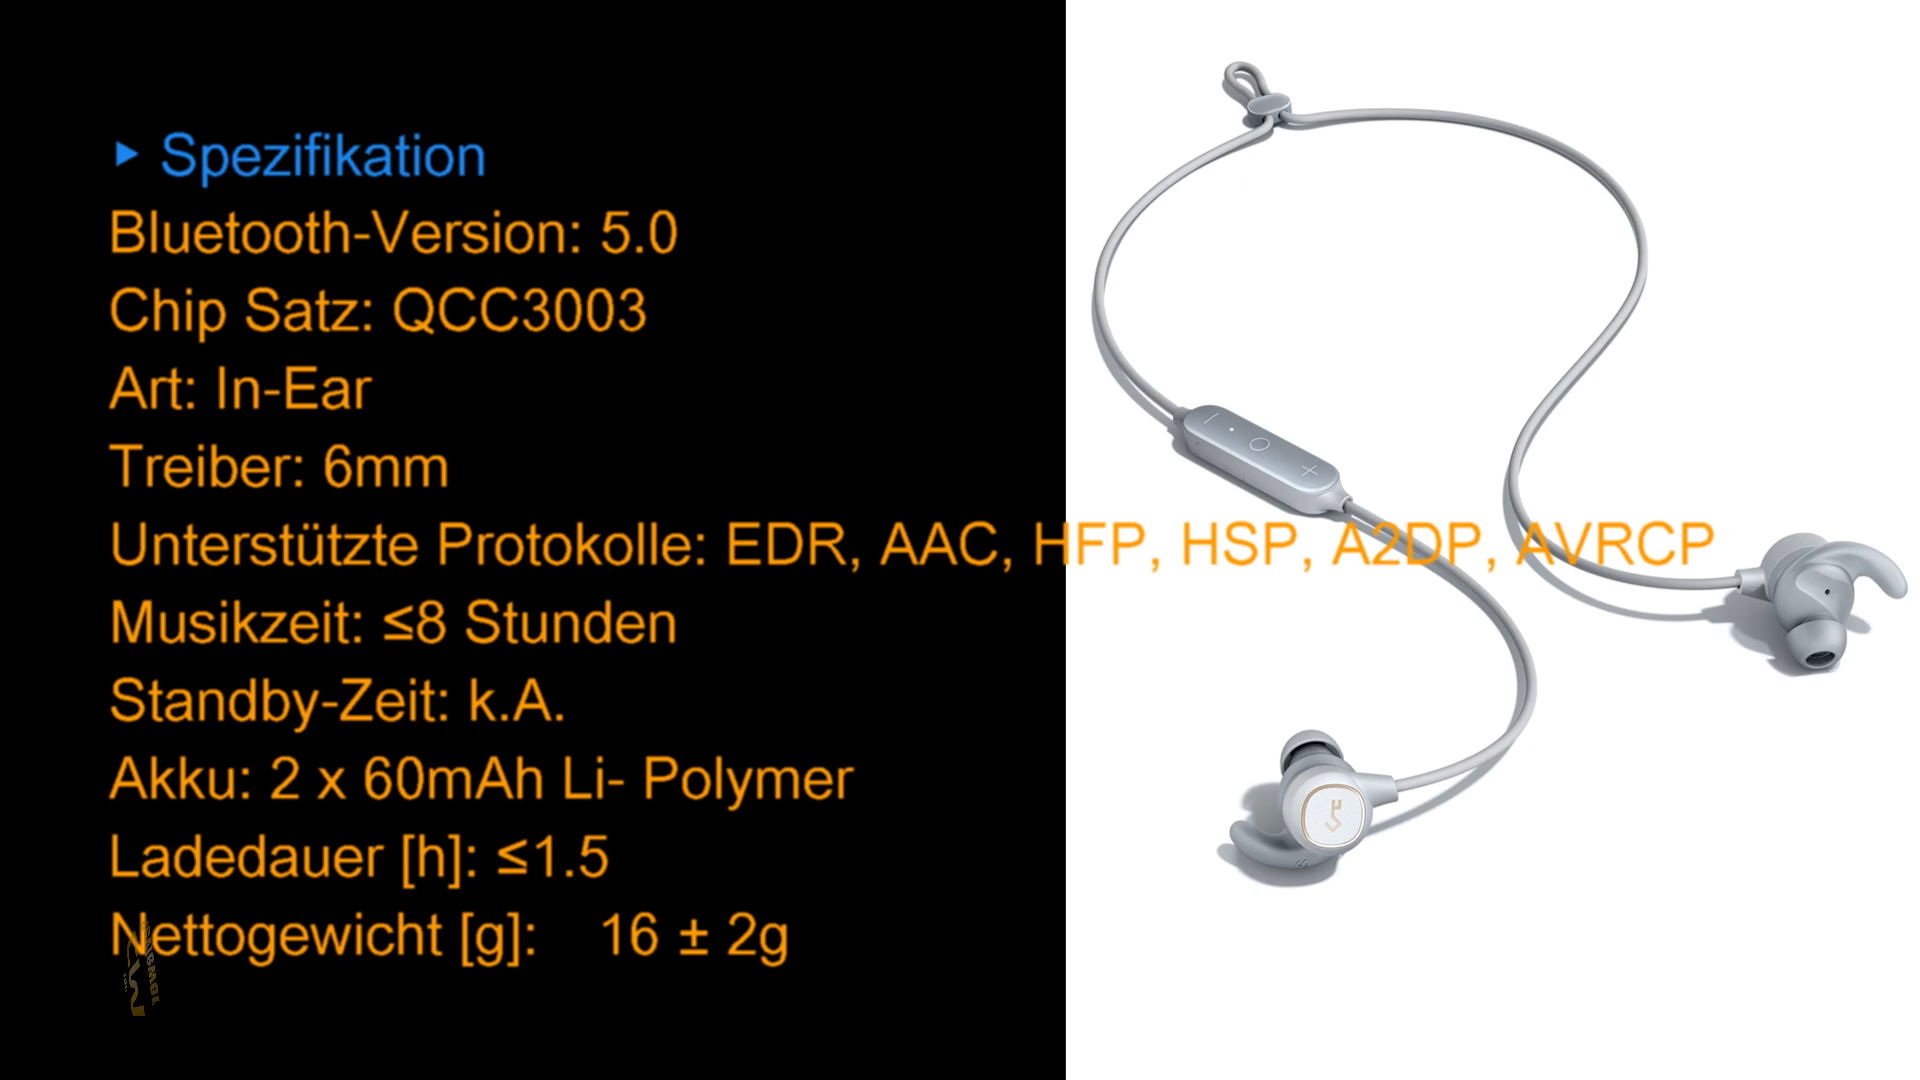 ▶ Spezifikation
Bluetooth-Version: 5.0
Chip Satz: QCC3003
Art: In-Ear
Treiber: 6mm
Unterstützte Protokolle: EDR, AAC, HFP, HSP, A2DP, AVRCP
Musikzeit: ≤8 Stunden
Standby-Zeit: k.A.
Akku: 2 x 60mAh Li- Polymer
Ladedauer [h]: ≤1.5
Nettogewicht [g]: 16 ± 2g